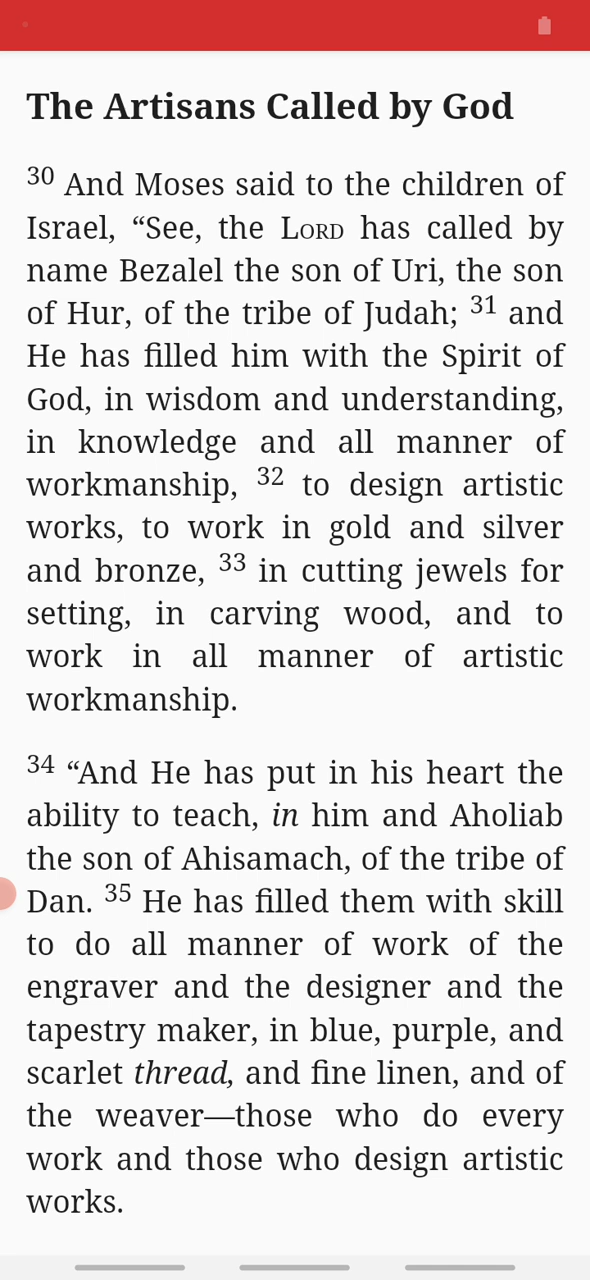 The Artisans Called by God
30 And Moses said to the children of
Israel, “See, the LORD has called by
name Bezalel the son of Uri, the son
of Hur, of the tribe of Judah; 31 and
He has filled him with the Spirit of
God, in wisdom and understanding,
in knowledge and all manner of
workmanship, 32 to design artistic
works, to work in gold and silver
and bronze, 33 in cutting jewels for
setting, in carving wood, and to
work in all manner of artistic
workmanship.
34 “And He has put in his heart the
ability to teach, in him and Aholiab
the son of Ahisamach, of the tribe of
Dan. 35 He has filled them with skill
to do all manner of work of the
engraver and the designer and the
tapestry maker, in blue, purple, and
scarlet thread, and fine linen, and of
the weaver—those who do every
work and those who design artistic
works.